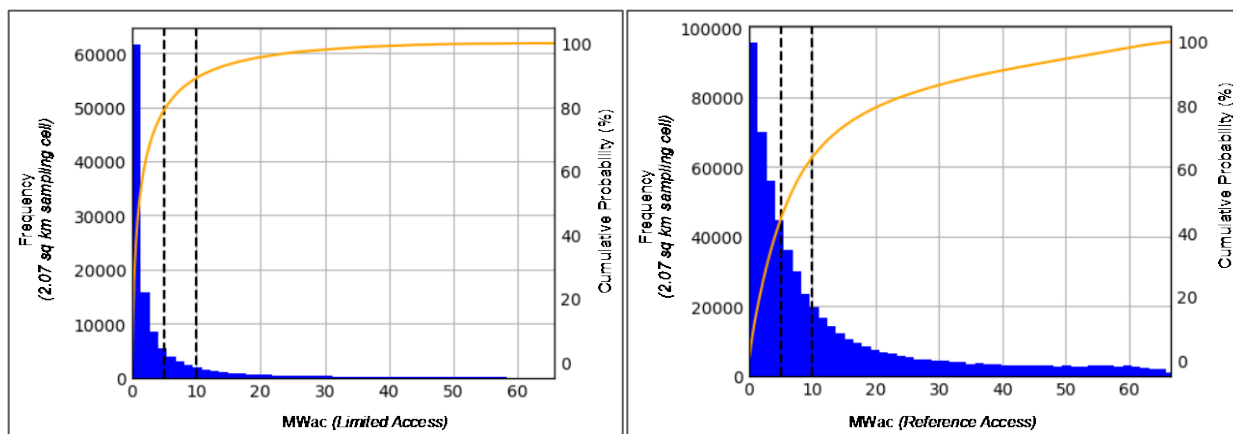 60000
50000
40000
30000
20000
10000
0
Frequency
(2.07 sq km sampling cell)
0 10 20 30 40 50 60
MWac (Limited Access)
100
80
60
40
20
0
Cumulative Probability (%)
100000
80000
60000
40000
20000
0
Frequency
(2.07 sq km sampling cell)
0 10 20 30 40 50 60
MWac (Reference Access)
100
80
60
40
20
0
Cumulative Probability (%)